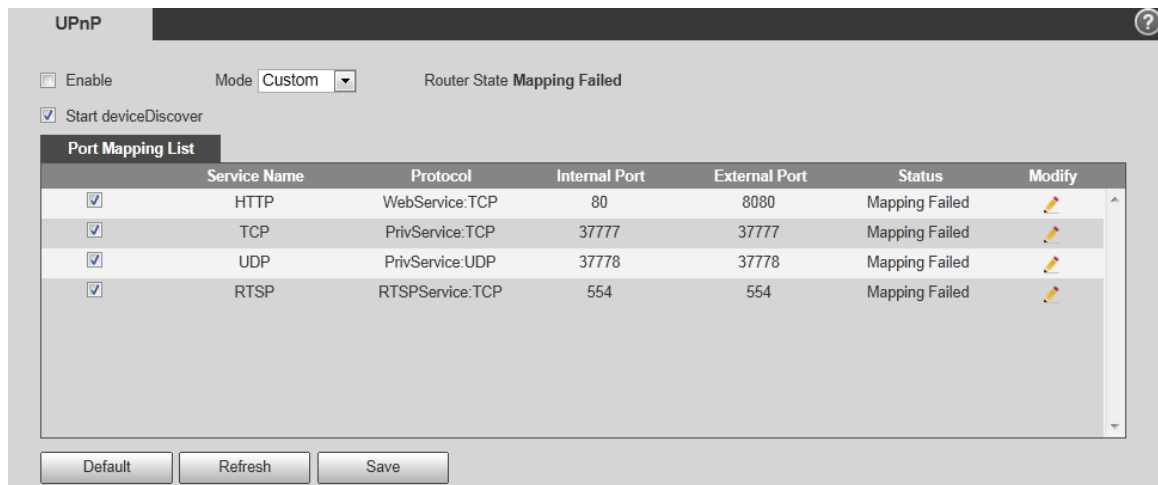 UPnP
Enable Mode Custom Router State Mapping Failed
Start deviceDiscover
Port Mapping List
Service Name Protocol Internal Port External Port Status Modify
HTTP WebService:TCP 80 8080 Mapping Failed
TCP PrivService:TCP 37777 37777 Mapping Failed
UDP PrivService:UDP 37778 37778 Mapping Failed
RTSP RTSPService:TCP 554 554 Mapping Failed
Default Refresh Save